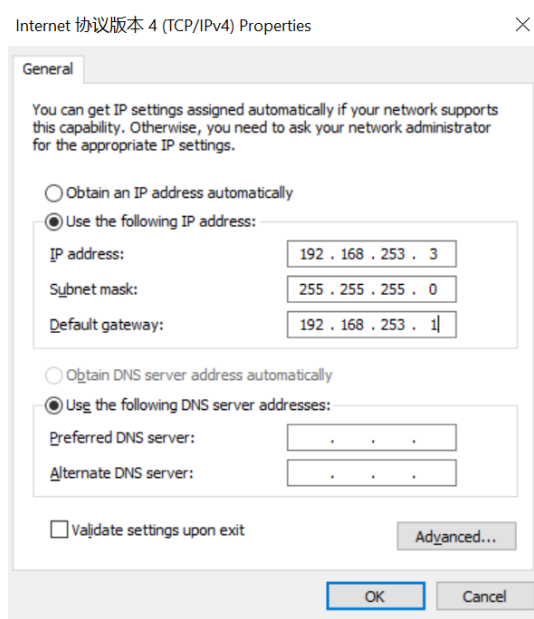 Internet 协议版本 4 (TCP/IPv4) Properties
General
You can get IP settings assigned automatically if your network supports
this capability. Otherwise, you need to ask your network administrator
for the appropriate IP settings.
Obtain an IP address automatically
Use the following IP address:
IP address: 192 . 168 . 253 . 3
Subnet mask: 255 . 255 . 255 . 0
Default gateway: 192 . 168 . 253 . 1
Obtain DNS server address automatically
Use the following DNS server addresses:
Preferred DNS server: . . .
Alternate DNS server: . . .
Validate settings upon exit
Advanced...
OK Cancel